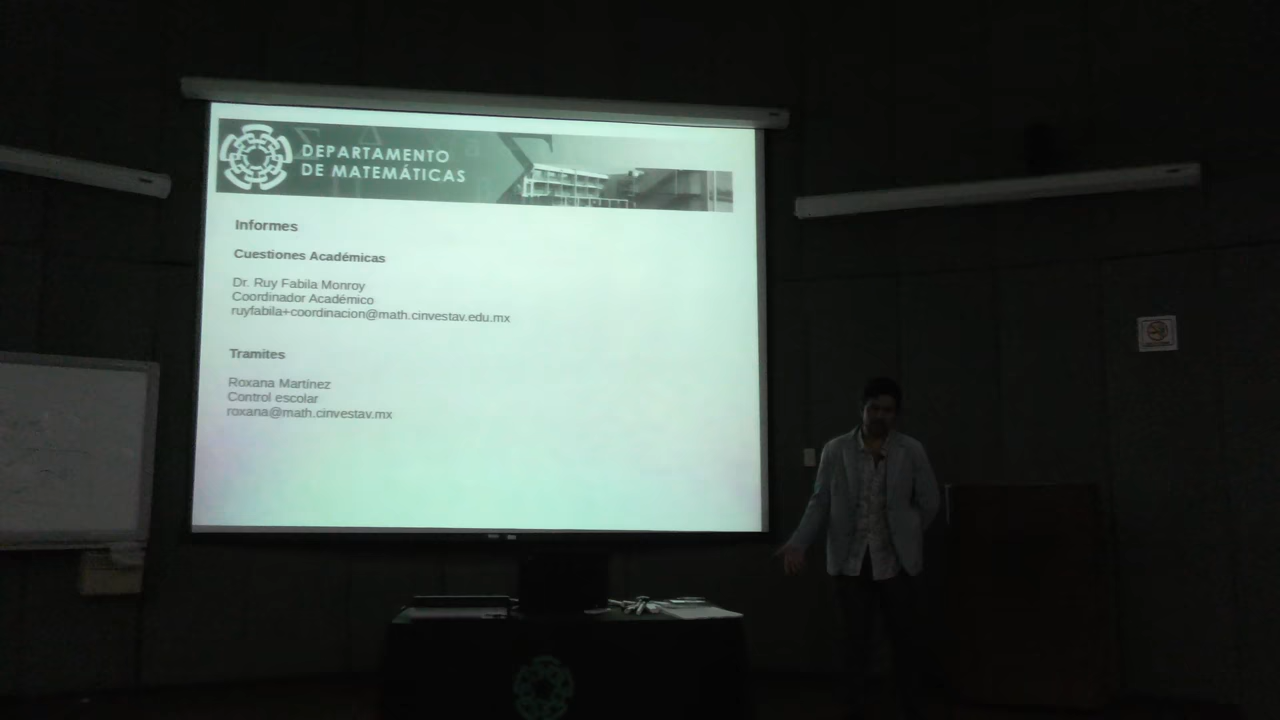 DEPARTAMENTO
DE MATEMÁTICAS
Informes
Cuestiones Académicas
Dr. Ruy Fabila Monroy
Coordinador Académico
ruyfabila+coordinacion@math.cinvestav.edu.mx
Tramites
Roxana Martínez
Control escolar
roxana@math.cinvestav.mx